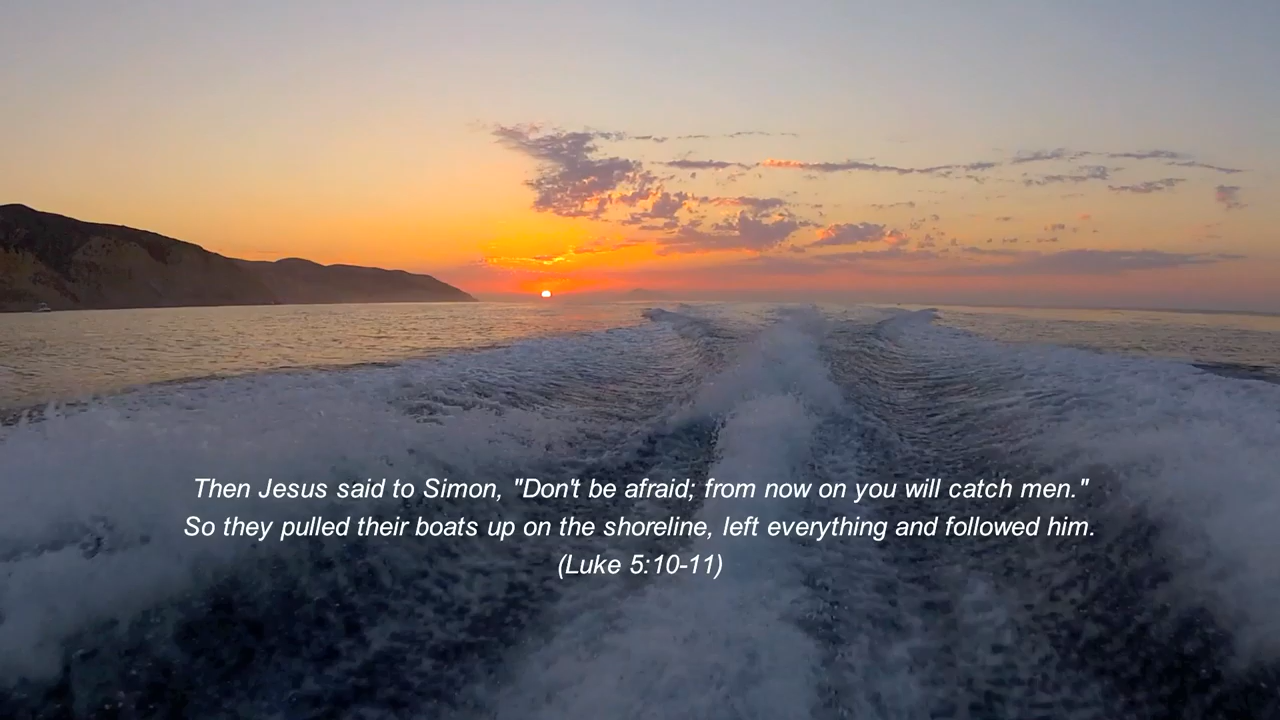 Then Jesus said to Simon, "Don't be afraid; from now on you will catch men."
So they pulled their boats up on the shoreline, left everything and followed him.
(Luke 5:10-11)